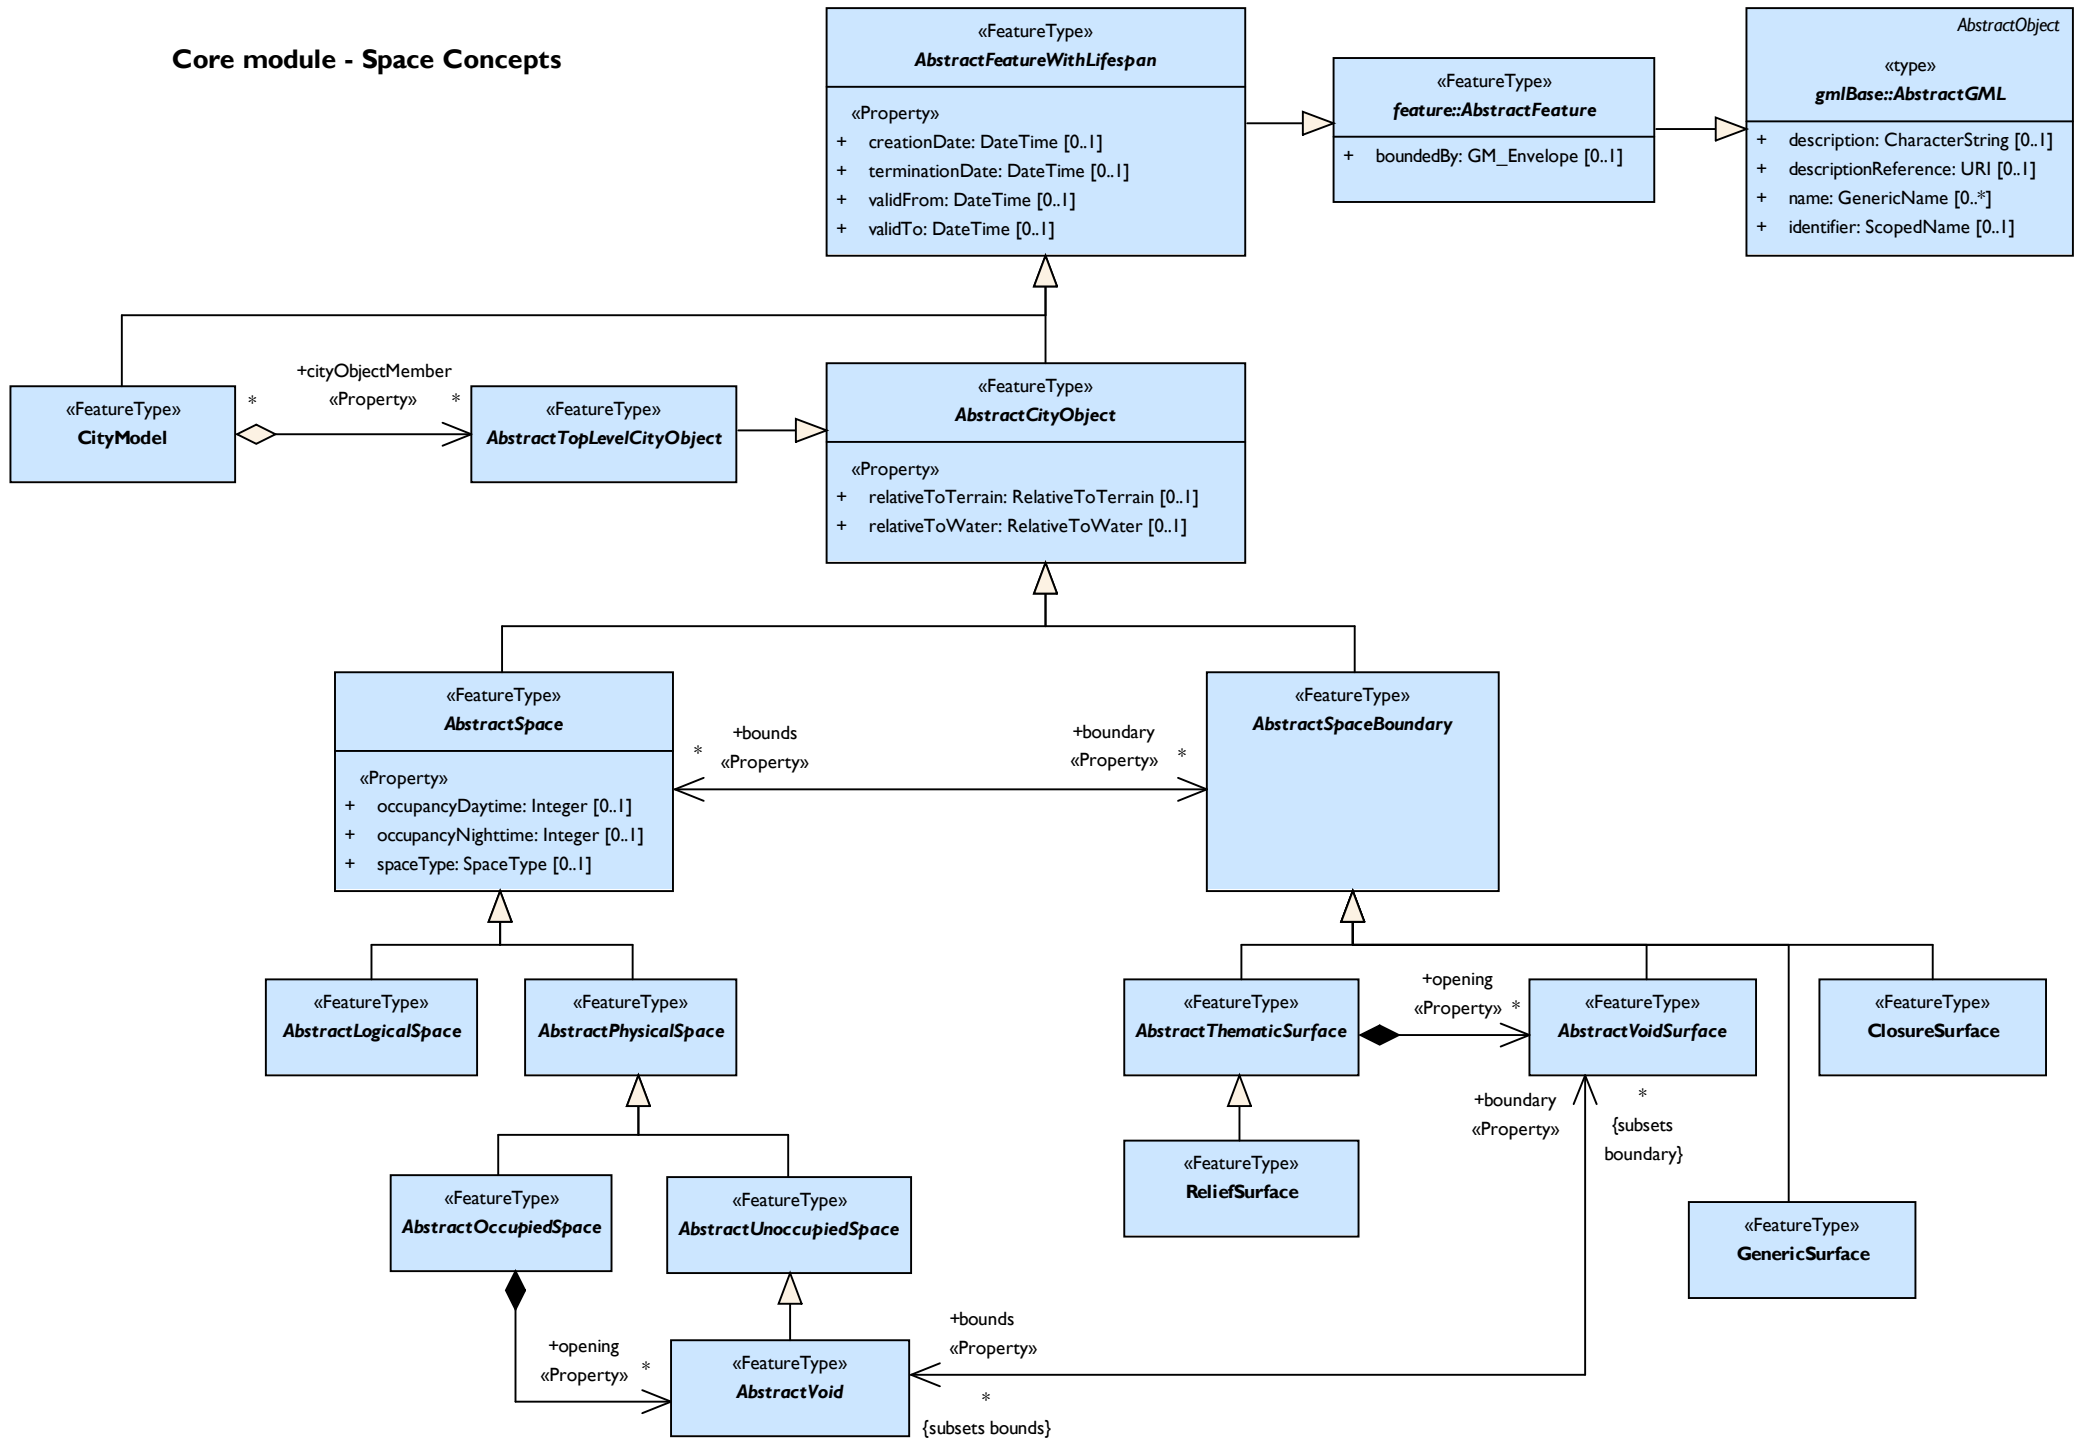 Core module - Space Concepts
«FeatureType»
AbstractFeatureWithLifespan
«Property»
+ creationDate: DateTime [0..1]
+ terminationDate: DateTime [0..1]
+ validFrom: DateTime [0..1]
+ validTo: DateTime [0..1]
«FeatureType»
feature::AbstractFeature
+ boundedBy: GM_Envelope [0..1]
AbstractObject
«type»
gmlBase::AbstractGML
+ description: CharacterString [0..1]
+ descriptionReference: URI [0..1]
+ name: GenericName [0..*]
+ identifier: ScopedName [0..1]
«FeatureType»
CityModel
*
+cityObjectMember
«Property»
*
«FeatureType»
AbstractTopLevelCityObject
«FeatureType»
AbstractCityObject
«Property»
+ relativeToTerrain: RelativeToTerrain [0..1]
+ relativeToWater: RelativeToWater [0..1]
«FeatureType»
AbstractSpace
«Property»
+ occupancyDaytime: Integer [0..1]
+ occupancyNighttime: Integer [0..1]
+ spaceType: SpaceType [0..1]
+bounds
*
«Property»
+boundary
«Property»
*
«FeatureType»
AbstractSpaceBoundary
«FeatureType»
AbstractLogicalSpace
«FeatureType»
AbstractPhysicalSpace
«FeatureType»
AbstractThematicSurface
+opening
«Property» *
«FeatureType»
AbstractVoidSurface
«FeatureType»
ClosureSurface
+boundary
«Property»
*
{subsets
boundary}
«FeatureType»
ReliefSurface
«FeatureType»
GenericSurface
«FeatureType»
AbstractOccupiedSpace
«FeatureType»
AbstractUnoccupiedSpace
+opening
«Property»
*
«FeatureType»
AbstractVoid
+bounds
«Property»
*
{subsets bounds}